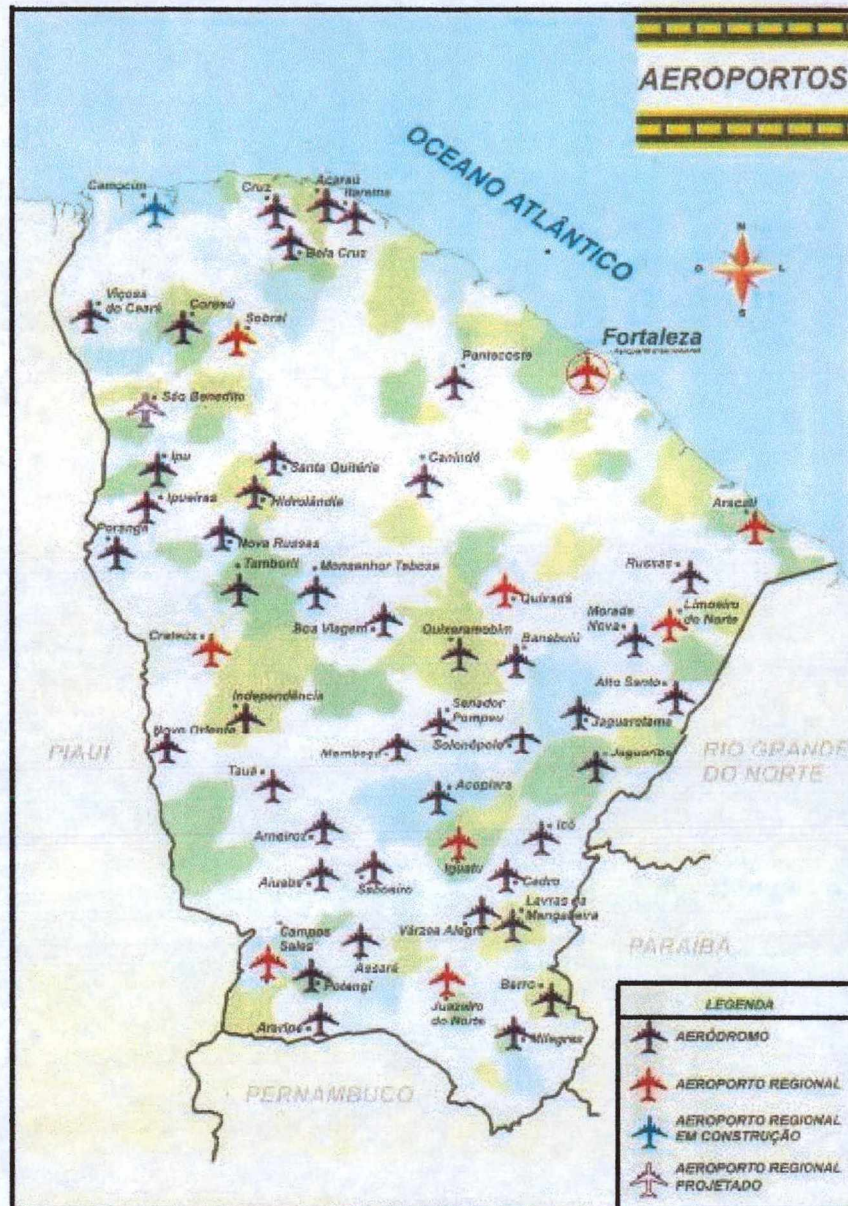 AEROPORTOS
OCEANO ATLÂNTICO
N
O
L
S
Camocim
Cruz
Acaraú
Itarema
Bela Cruz
Viçosa
do Ceará
Coreaú
Sobral
Fortaleza
Pentecoste
São Benedito
Ipu
Santa Quitéria
Canindé
Ipueiras
Hidrolândia
Aracati
Poranga
Nova Russas
Tamboril
Monsenhor Tabosa
Russas
Quixadá
Limoeiro
do Norte
Morada
Nova
Boa Viagem
Quixeramobim
Banabuiú
Crateús
Alto Santo
Independência
Senador
Pompeu
Jaguaretama
Novo Oriente
Mombaça
Solonópole
Jaguaribe
PIAUI
RIO GRANDE
DO NORTE
Tauá
Acopiara
Arneiroz
Icó
Iguatu
Aiuaba
Saboeiro
Cedro
Lavras da
Mangabeira
Várzea Alegre
Campos
Sales
Assaré
PARAIBA
Potengi
Juazeiro
do Norte
Barro
Araripe
Milagres
PERNAMBUCO
LEGENDA
AERÓDROMO
AEROPORTO REGIONAL
AEROPORTO REGIONAL
EM CONSTRUÇÃO
AEROPORTO REGIONAL
PROJETADO